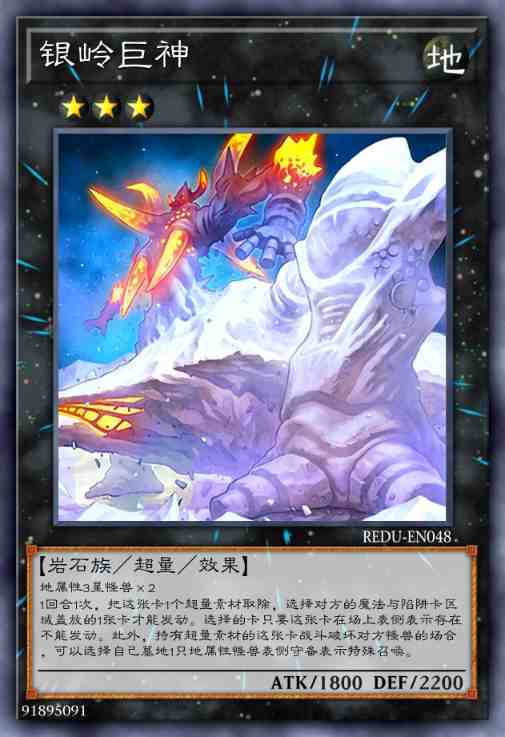 银岭巨神
地
REDU-EN048
【岩石族／超量／效果】
地属性3星怪兽×2
1回合1次，把这张卡1个超量素材取除，选择对方的魔法与陷阱卡区
域盖放的1张卡才能发动。选择的卡只要这张卡在场上表侧表示存在
不能发动。此外，持有超量素材的这张卡战斗破坏对方怪兽的场合
，可以选择自己墓地1只地属性怪兽表侧守备表示特殊召唤。
ATK/1800 DEF/2200
91895091